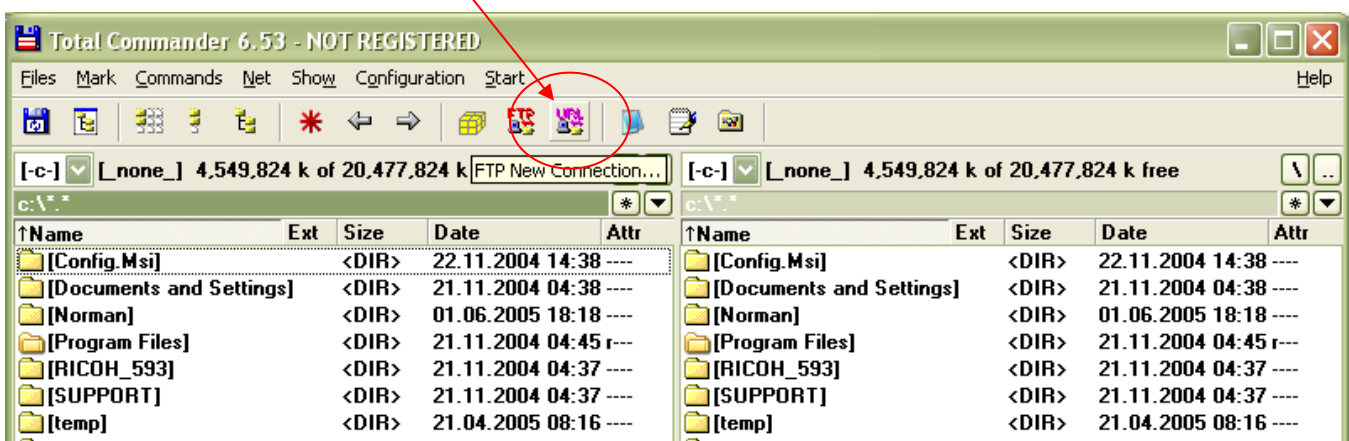 Total Commander 6.53 - NOT REGISTERED
Files Mark Commands Net Show Configuration Start Help
FTP URL
[-c-] [_none_] 4,549,824 k of 20,477,824 k FTP New Connection... [-c-] [_none_] 4,549,824 k of 20,477,824 k free \ ..
c:\*.* * c:\*.* *
↑Name Ext Size Date Attr ↑Name Ext Size Date Attr
[Config.Msi] <DIR> 22.11.2004 14:38 ---- [Config.Msi] <DIR> 22.11.2004 14:38 ----
[Documents and Settings] <DIR> 21.11.2004 04:38 ---- [Documents and Settings] <DIR> 21.11.2004 04:38 ----
[Norman] <DIR> 01.06.2005 18:18 ---- [Norman] <DIR> 01.06.2005 18:18 ----
[Program Files] <DIR> 21.11.2004 04:45 r--- [Program Files] <DIR> 21.11.2004 04:45 r---
[RICOH_593] <DIR> 21.11.2004 04:37 ---- [RICOH_593] <DIR> 21.11.2004 04:37 ----
[SUPPORT] <DIR> 21.11.2004 04:37 ---- [SUPPORT] <DIR> 21.11.2004 04:37 ----
[temp] <DIR> 21.04.2005 08:16 ---- [temp] <DIR> 21.04.2005 08:16 ----